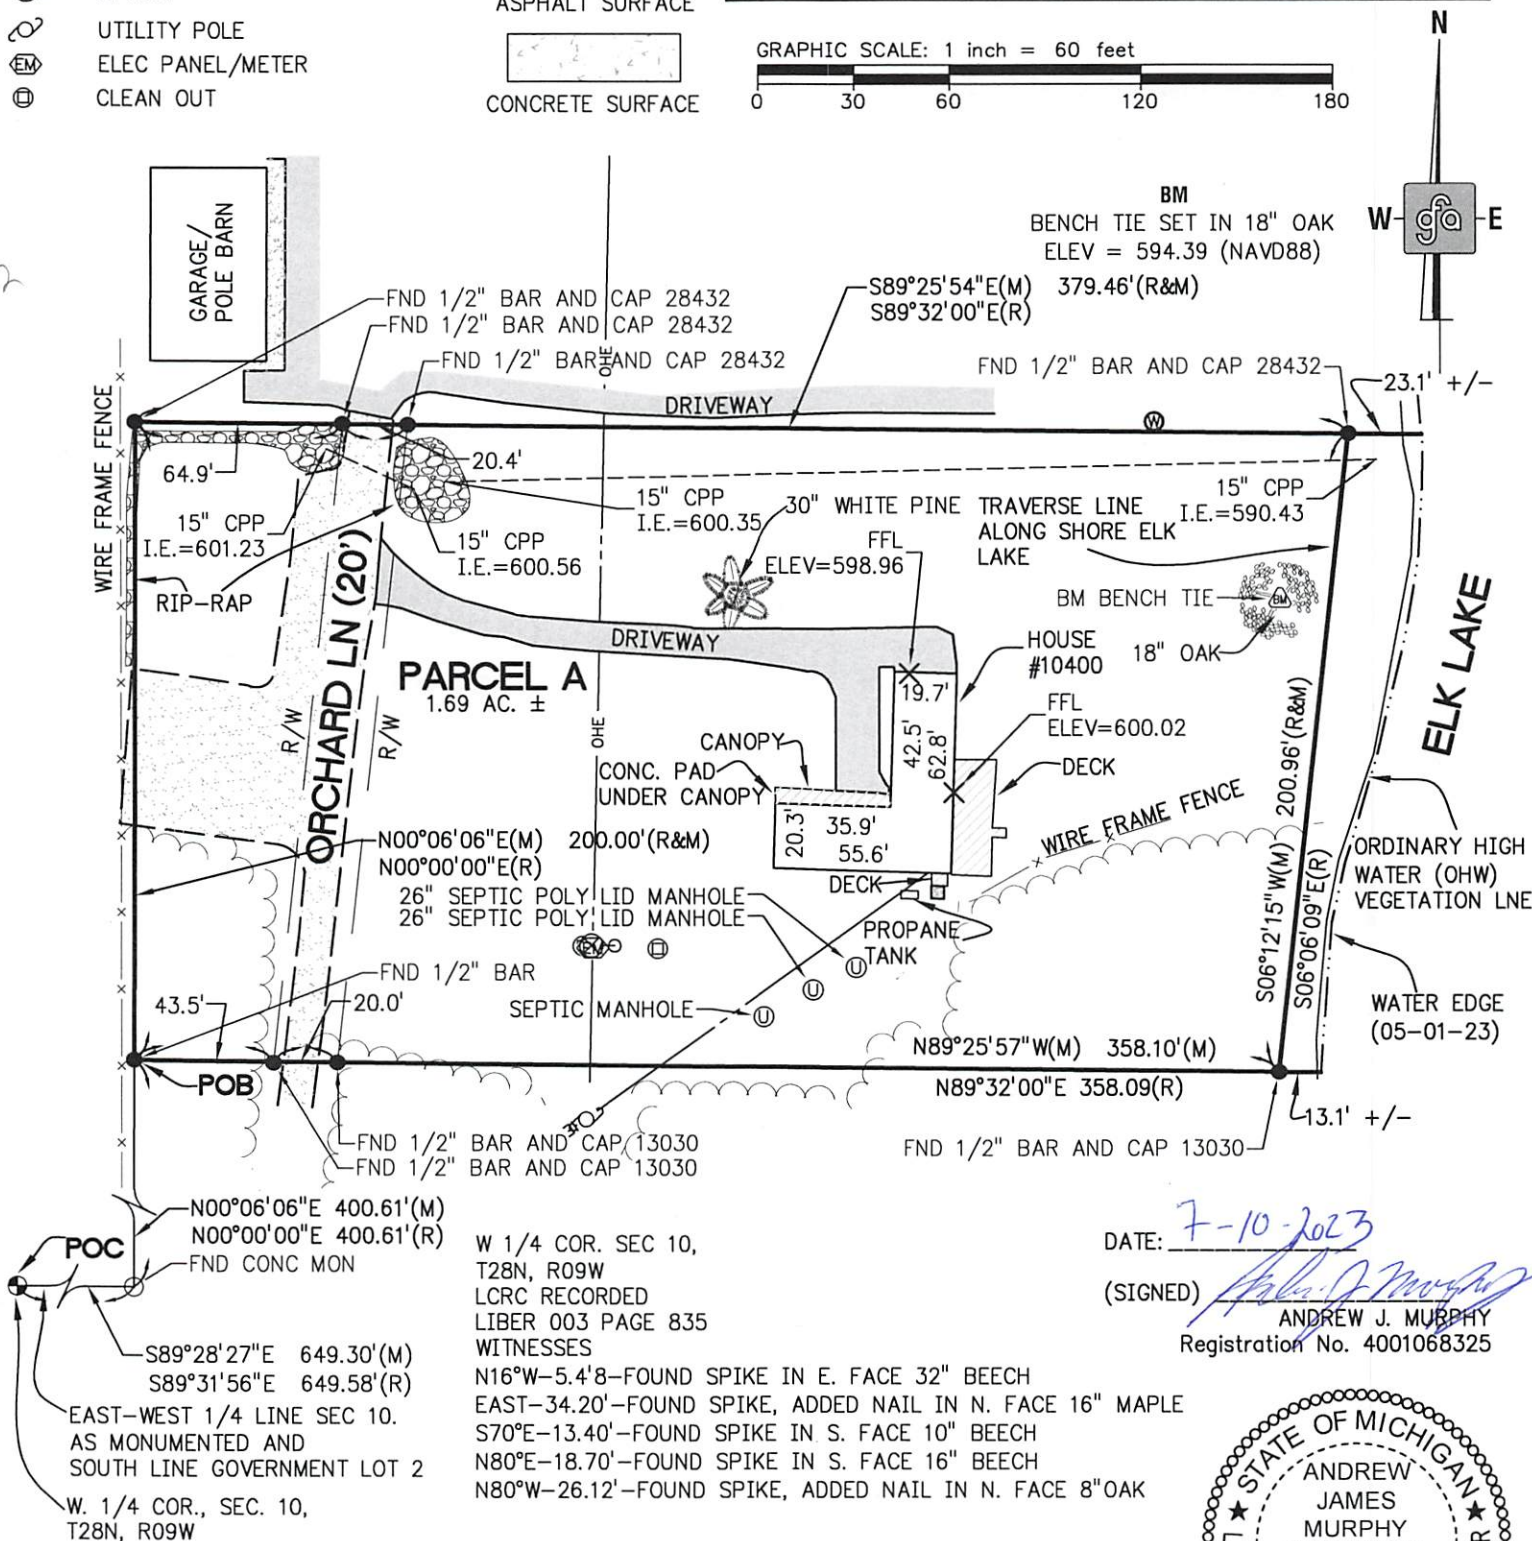 ASPHALT SURFACE
UTILITY POLE
EM
ELEC PANEL/METER
CLEAN OUT
CONCRETE SURFACE
GRAPHIC SCALE: 1 inch = 60 feet
0 30 60 120 180
N
W gfa E
BM
BENCH TIE SET IN 18" OAK
ELEV = 594.39 (NAVD88)
GARAGE/
POLE BARN
S89°25'54"E(M) 379.46'(R&M)
S89°32'00"E(R)
FND 1/2" BAR AND CAP 28432
FND 1/2" BAR AND CAP 28432
FND 1/2" BAR AND CAP 28432
FND 1/2" BAR AND CAP 28432
OHE
23.1' +/-
WIRE FRAME FENCE
DRIVEWAY
W
64.9'
20.4'
15" CPP
I.E.=601.23
15" CPP
I.E.=600.56
15" CPP
I.E.=600.35
30" WHITE PINE
TRAVERSE LINE
ALONG SHORE ELK
LAKE
15" CPP
I.E.=590.43
FFL
ELEV=598.96
RIP-RAP
BM BENCH TIE
BM
18" OAK
ELK LAKE
DRIVEWAY
HOUSE
#10400
PARCEL A
1.69 AC. ±
ORCHARD LN (20')
R/W
R/W
OHE
19.7'
42.5'
62.8'
FFL
ELEV=600.02
CANOPY
CONC. PAD
UNDER CANOPY
DECK
20.3'
35.9'
55.6'
WIRE FRAME FENCE
N00°06'06"E(M) 200.00'(R&M)
N00°00'00"E(R)
26" SEPTIC POLY LID MANHOLE
26" SEPTIC POLY LID MANHOLE
DECK
PROPANE
TANK
S06°12'15"W(M) 200.96'(R&M)
S06°06'09"E(R)
ORDINARY HIGH
WATER (OHW)
VEGETATION LNE
EM
U
U
U
FND 1/2" BAR
43.5'
20.0'
SEPTIC MANHOLE
WATER EDGE
(05-01-23)
N89°25'57"W(M) 358.10'(M)
N89°32'00"E 358.09(R)
POB
13.1' +/-
FND 1/2" BAR AND CAP 13030
FND 1/2" BAR AND CAP 13030
FND 1/2" BAR AND CAP 13030
N00°06'06"E 400.61'(M)
N00°00'00"E 400.61'(R)
POC
FND CONC MON
S89°28'27"E 649.30'(M)
S89°31'56"E 649.58'(R)
EAST-WEST 1/4 LINE SEC 10.
AS MONUMENTED AND
SOUTH LINE GOVERNMENT LOT 2
W. 1/4 COR., SEC. 10,
T28N, R09W
W 1/4 COR. SEC 10,
T28N, R09W
LCRC RECORDED
LIBER 003 PAGE 835
WITNESSES
N16°W-5.4'8-FOUND SPIKE IN E. FACE 32" BEECH
EAST-34.20'-FOUND SPIKE, ADDED NAIL IN N. FACE 16" MAPLE
S70°E-13.40'-FOUND SPIKE IN S. FACE 10" BEECH
N80°E-18.70'-FOUND SPIKE IN S. FACE 16" BEECH
N80°W-26.12'-FOUND SPIKE, ADDED NAIL IN N. FACE 8"OAK
DATE: 7-10-2023
(SIGNED)
ANDREW J. MURPHY
Registration No. 4001068325
STATE OF MICHIGAN
ANDREW
JAMES
MURPHY